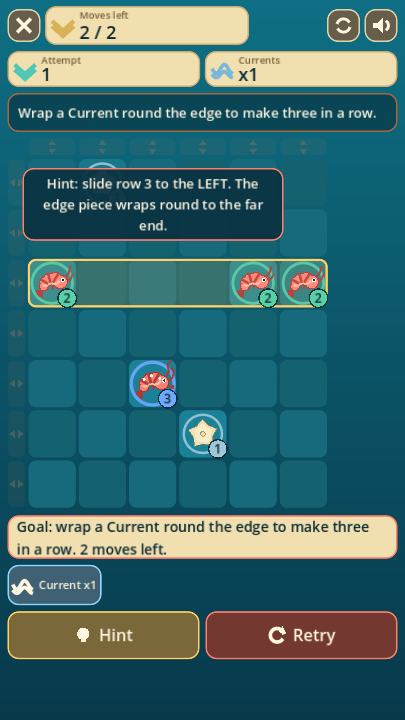 Moves left
2 / 2
Attempt
1
Currents
x1
Wrap a Current round the edge to make three in a row.
Hint: slide row 3 to the LEFT. The
edge piece wraps round to the far
end.
2
2
2
3
1
Goal: wrap a Current round the edge to make three
in a row. 2 moves left.
Current x1
Hint
Retry